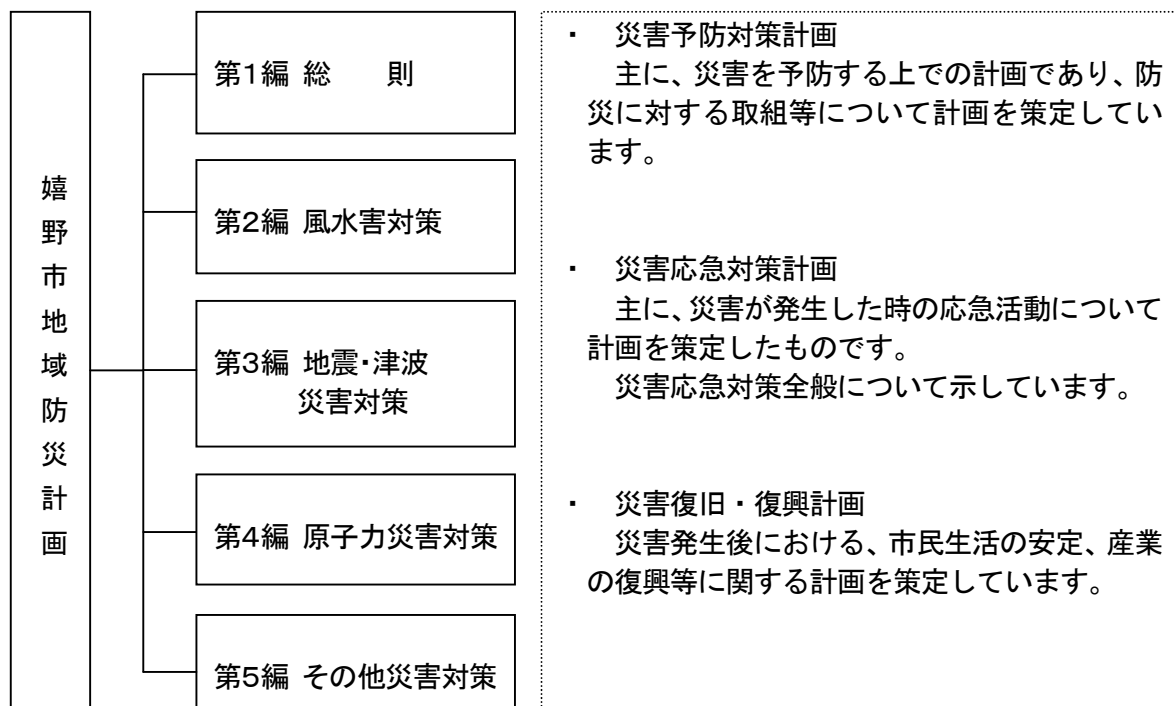 嬉野市地域防災計画
第1編 総　　則
第2編 風水害対策
第3編 地震・津波
災害対策
第4編 原子力災害対策
第5編 その他災害対策
・　災害予防対策計画
主に、災害を予防する上での計画であり、防
災に対する取組等について計画を策定してい
ます。
・　災害応急対策計画
主に、災害が発生した時の応急活動について
計画を策定したものです。
災害応急対策全般について示しています。
・　災害復旧・復興計画
災害発生後における、市民生活の安定、産業
の復興等に関する計画を策定しています。